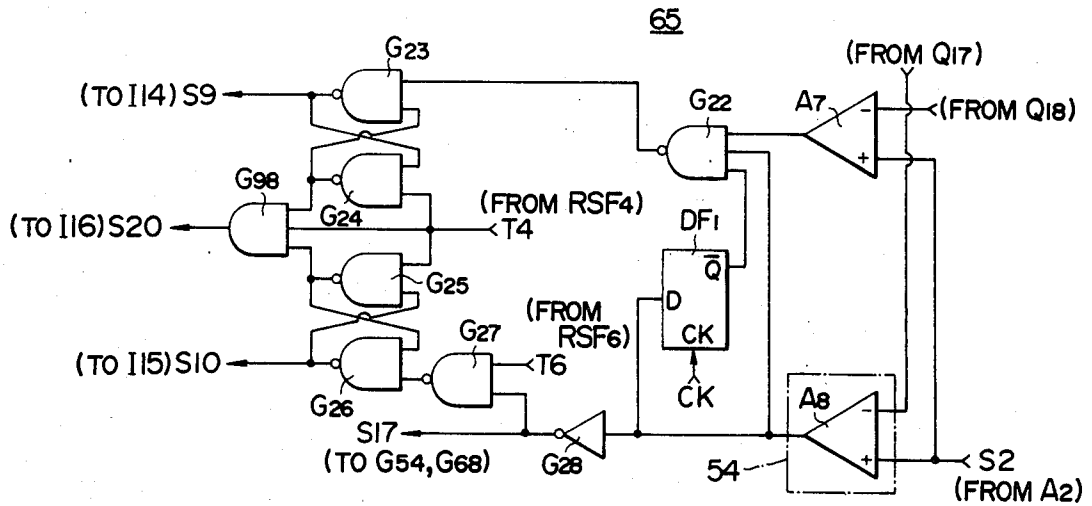 65
(FROM Q17)
G23
(TO I14) S9
G22
A7
-
(FROM Q18)
+
G98
G24
(FROM RSF4)
(TO I16) S20
T4
DF1
Q̅
G25
D
(FROM
RSF6)
G27
CK
(TO I15) S10
T6
G26
CK
A8
-
S17
(TO G54, G68)
G28
54
+
S2
(FROM A2)